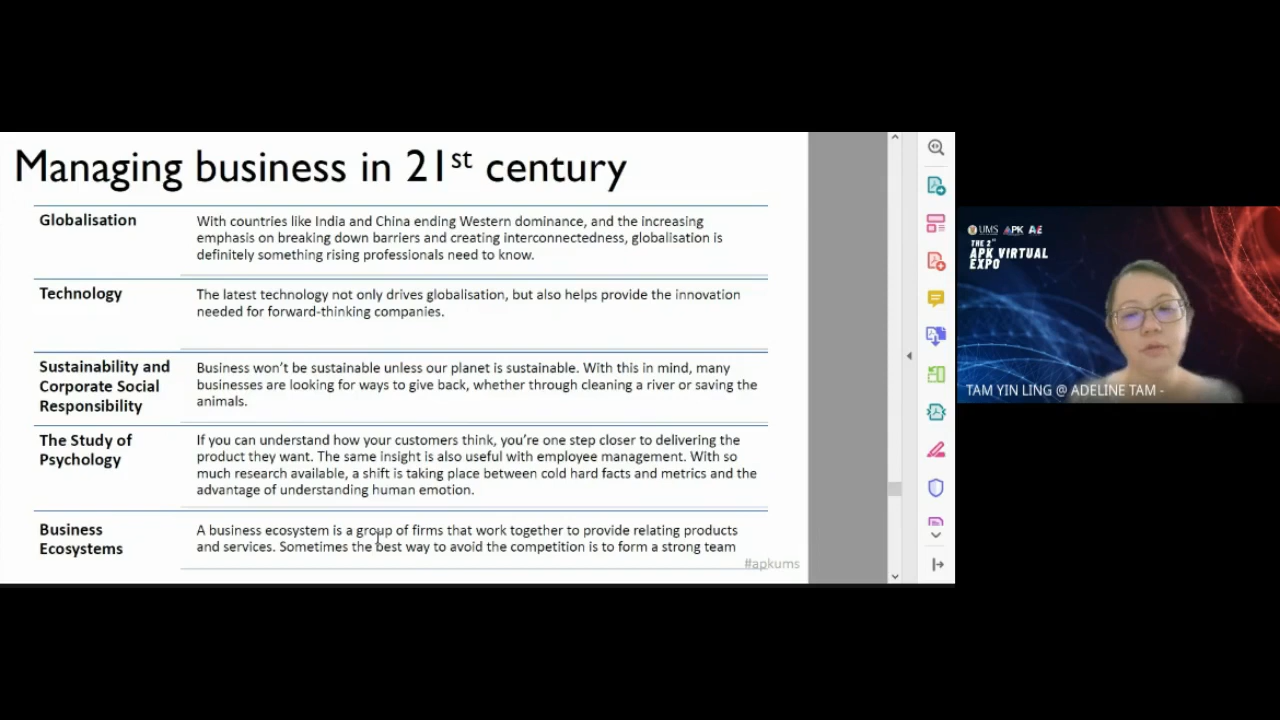 Managing business in 21st century
Globalisation
With countries like India and China ending Western dominance, and the increasing
emphasis on breaking down barriers and creating interconnectedness, globalisation is
definitely something rising professionals need to know.
Technology
The latest technology not only drives globalisation, but also helps provide the innovation
needed for forward-thinking companies.
Sustainability and
Corporate Social
Responsibility
Business won't be sustainable unless our planet is sustainable. With this in mind, many
businesses are looking for ways to give back, whether through cleaning a river or saving the
animals.
The Study of
Psychology
If you can understand how your customers think, you're one step closer to delivering the
product they want. The same insight is also useful with employee management. With so
much research available, a shift is taking place between cold hard facts and metrics and the
advantage of understanding human emotion.
Business
Ecosystems
A business ecosystem is a group of firms that work together to provide relating products
and services. Sometimes the best way to avoid the competition is to form a strong team
#apkums
UMS APK AE
THE 2nd
APK VIRTUAL
EXPO
TAM YIN LING @ ADELINE TAM -